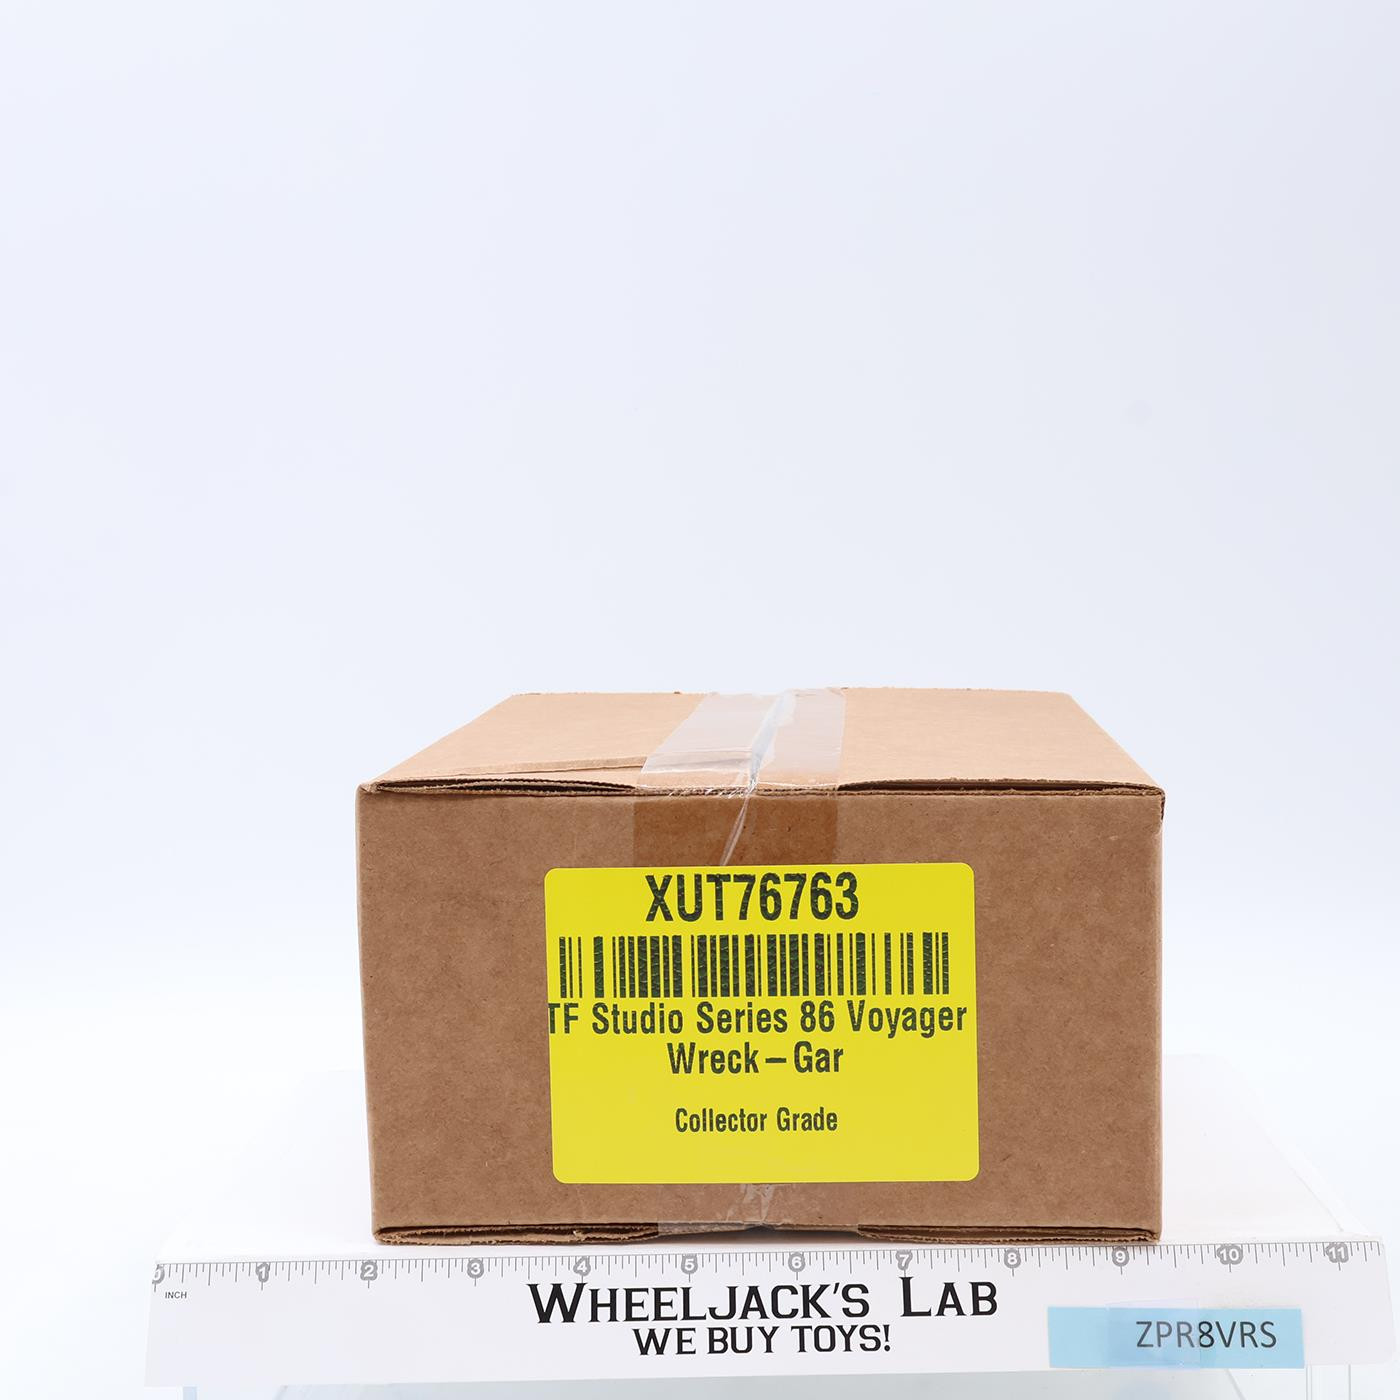 XUT76763
TF Studio Series 86 Voyager
Wreck-Gar
Collector Grade
0 1 2 3 4 5 6 7 8 9 10 11
INCH
WHEELJACK'S LAB
WE BUY TOYS!
ZPR8VRS